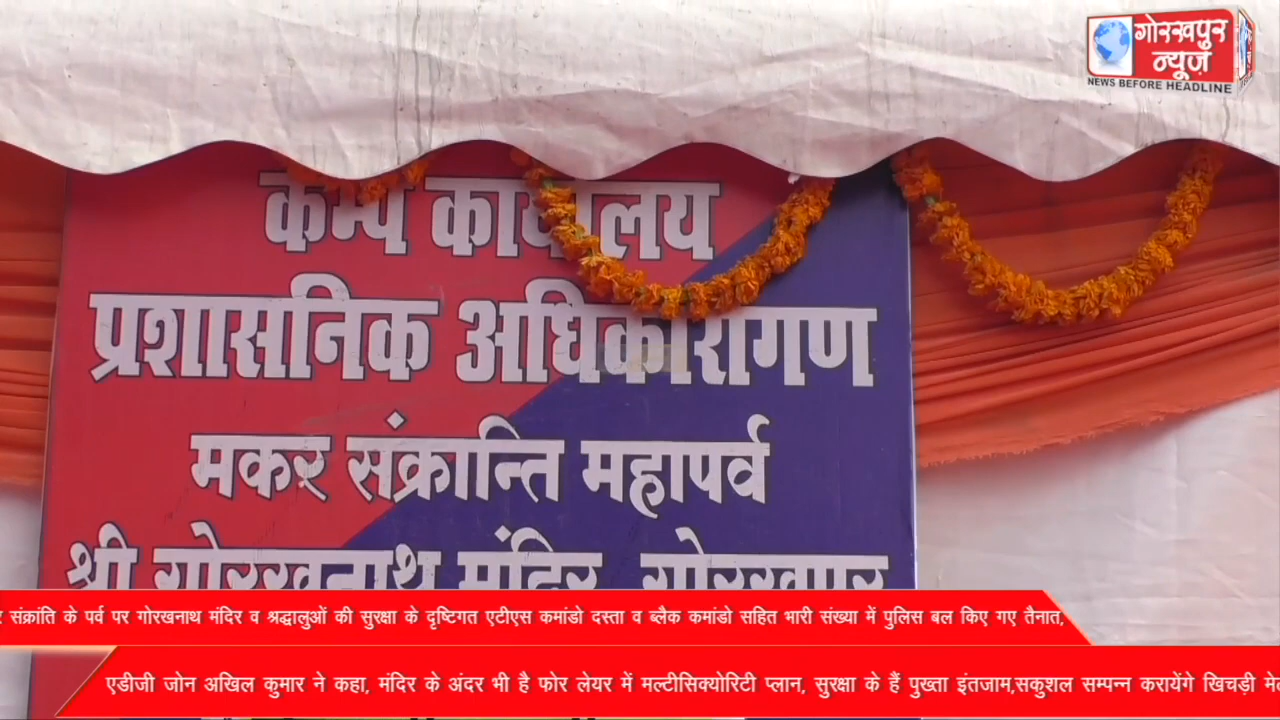 गोरखपुर
न्यूज़
NEWS BEFORE HEADLINE
कैम्प कार्यालय
प्रशासनिक अधिकारीगण
मकर संक्रान्ति महापर्व
श्री गोरखनाथ मंदिर, गोरखपुर
संक्रांति के पर्व पर गोरखनाथ मंदिर व श्रद्धालुओं की सुरक्षा के दृष्टिगत एटीएस कमांडो दस्ता व ब्लैक कमांडो सहित भारी संख्या में पुलिस बल किए गए तैनात,
एडीजी जोन अखिल कुमार ने कहा, मंदिर के अंदर भी है फोर लेयर में मल्टीसिक्योरिटी प्लान, सुरक्षा के हैं पुख्ता इंतजाम,सकुशल सम्पन्न करायेंगे खिचड़ी